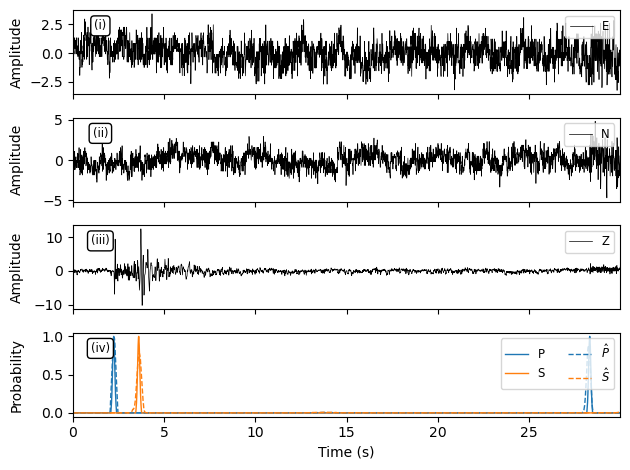 Amplitude
2.5
0.0
−2.5
(i)
E
Amplitude
5
0
−5
(ii)
N
Amplitude
10
0
−10
(iii)
Z
Probability
1.0
0.5
0.0
(iv)
P P̂
S Ŝ
0 5 10 15 20 25
Time (s)